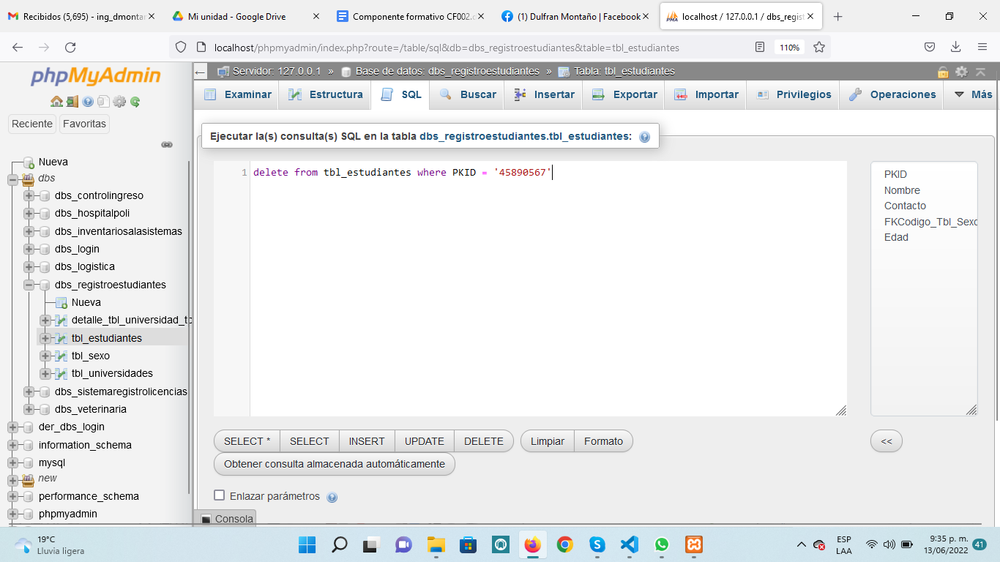 Recibidos (5,695) - ing_dmontar
Mi unidad - Google Drive
Componente formativo CF002.c
(1) Dulfran Montaño | Facebook
localhost / 127.0.0.1 / dbs_regist
localhost/phpmyadmin/index.php?route=/table/sql&db=dbs_registroestudiantes&table=tbl_estudiantes
110%
phpMyAdmin
Reciente
Favoritas
Nueva
dbs
dbs_controlingreso
dbs_hospitalpoli
dbs_inventariosalasistemas
dbs_login
dbs_logistica
dbs_registroestudiantes
Nueva
detalle_tbl_universidad_tb
tbl_estudiantes
tbl_sexo
tbl_universidades
dbs_sistemaregistrolicencias
dbs_veterinaria
der_dbs_login
information_schema
mysql
new
performance_schema
phpmyadmin
Servidor: 127.0.0.1 » Base de datos: dbs_registroestudiantes » Tabla: tbl_estudiantes
Examinar
Estructura
SQL
Buscar
Insertar
Exportar
Importar
Privilegios
Operaciones
Más
Ejecutar la(s) consulta(s) SQL en la tabla dbs_registroestudiantes.tbl_estudiantes:
1 delete from tbl_estudiantes where PKID = '45890567'
PKID
Nombre
Contacto
FKCodigo_Tbl_Sexo
Edad
SELECT *
SELECT
INSERT
UPDATE
DELETE
Limpiar
Formato
<<
Obtener consulta almacenada automáticamente
Enlazar parámetros
Consola
19°C
Lluvia ligera
ESP
LAA
9:35 p. m.
13/06/2022
41